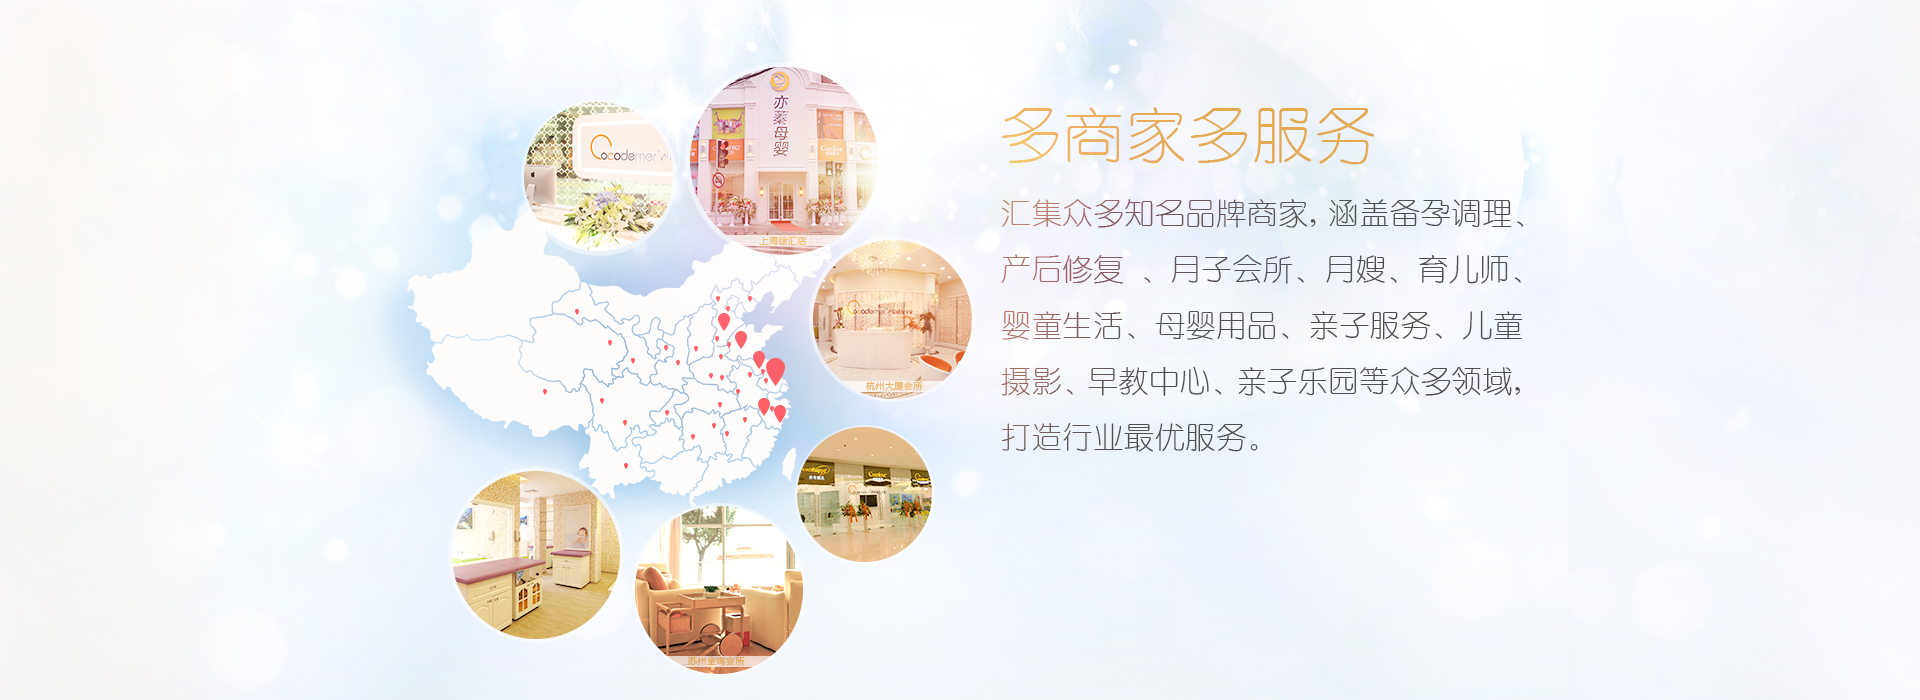 多商家多服务
汇集众多知名品牌商家, 涵盖备孕调理、
产后修复 、月子会所、月嫂、育儿师、
婴童生活、母婴用品、亲子服务、儿童
摄影、早教中心、亲子乐园等众多领域,
打造行业最优服务。
亦蓁母婴
上海徐汇店
Cocodemer
杭州大厦会所
苏州金鸡会所